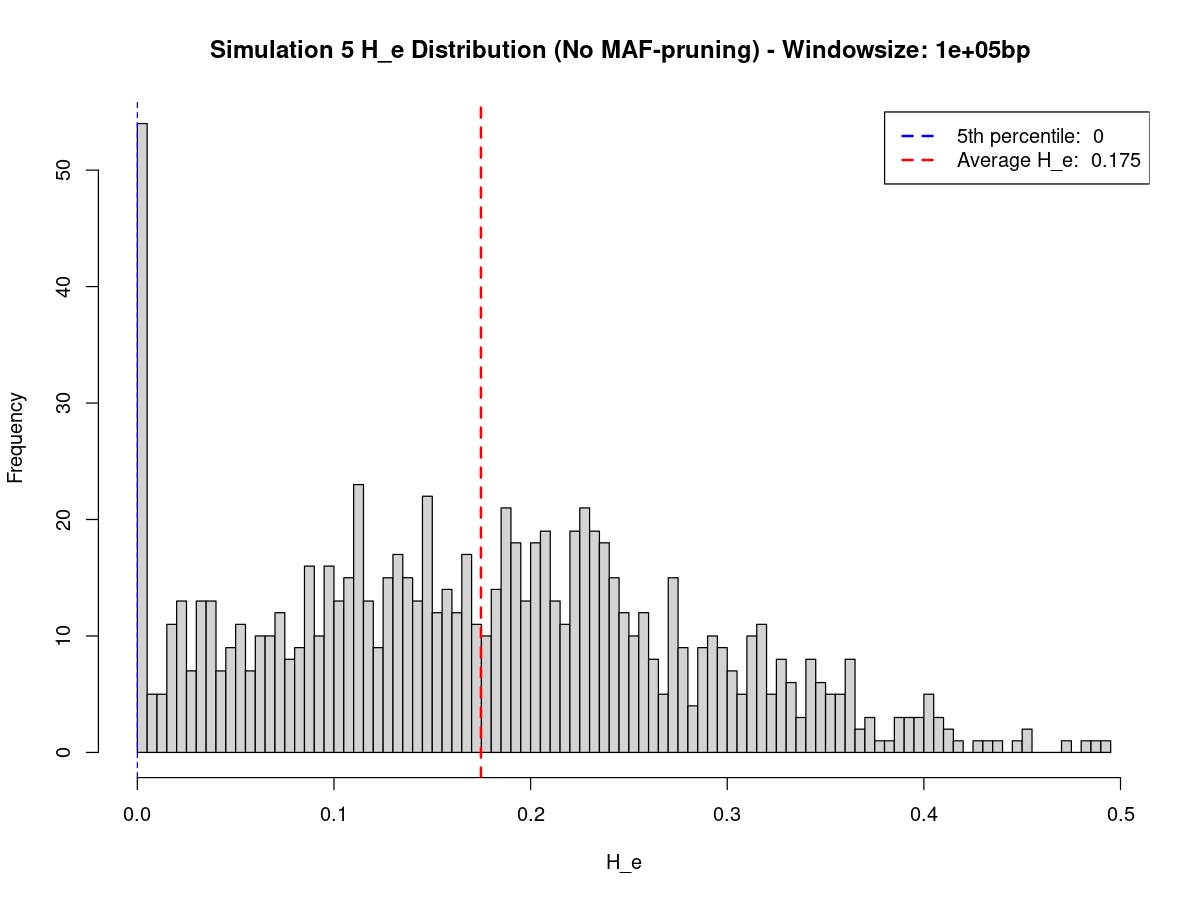 Simulation 5 H_e Distribution (No MAF-pruning) - Windowsize: 1e+05bp
5th percentile:  0
Average H_e:  0.175
Frequency
50
40
30
20
10
0
0.0 0.1 0.2 0.3 0.4 0.5
H_e